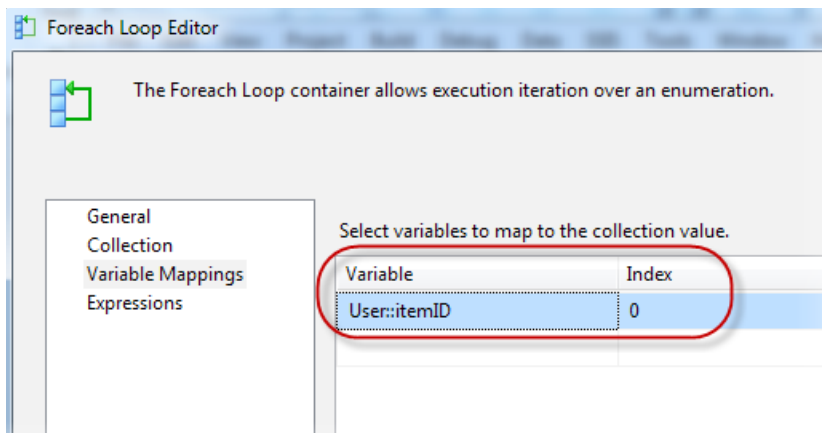 Foreach Loop Editor
The Foreach Loop container allows execution iteration over an enumeration.
General
Collection
Variable Mappings
Expressions
Select variables to map to the collection value.
Variable Index
User::itemID 0